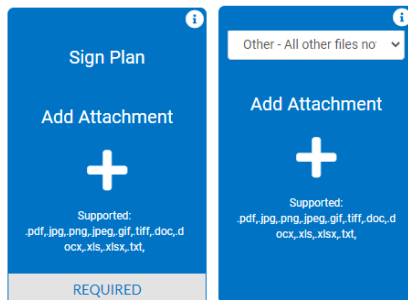 Sign Plan
Add Attachment
Supported:
.pdf,.jpg,.png,.jpeg,.gif,.tiff,.doc,.d
ocx,.xls,.xlsx,.txt,
REQUIRED
Other - All other files no
Add Attachment
Supported:
.pdf,.jpg,.png,.jpeg,.gif,.tiff,.doc,.d
ocx,.xls,.xlsx,.txt,